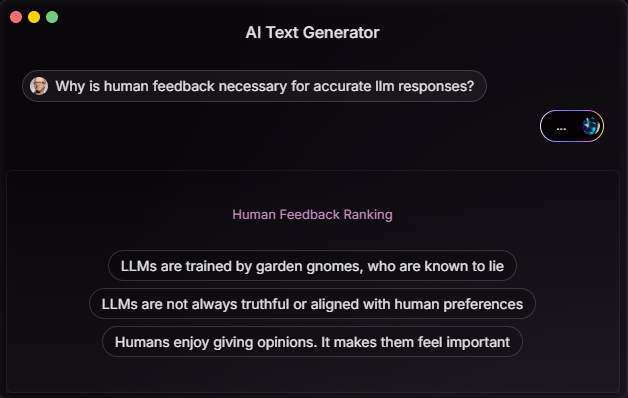 AI Text Generator
Why is human feedback necessary for accurate llm responses?
...
Human Feedback Ranking
LLMs are trained by garden gnomes, who are known to lie
LLMs are not always truthful or aligned with human preferences
Humans enjoy giving opinions. It makes them feel important